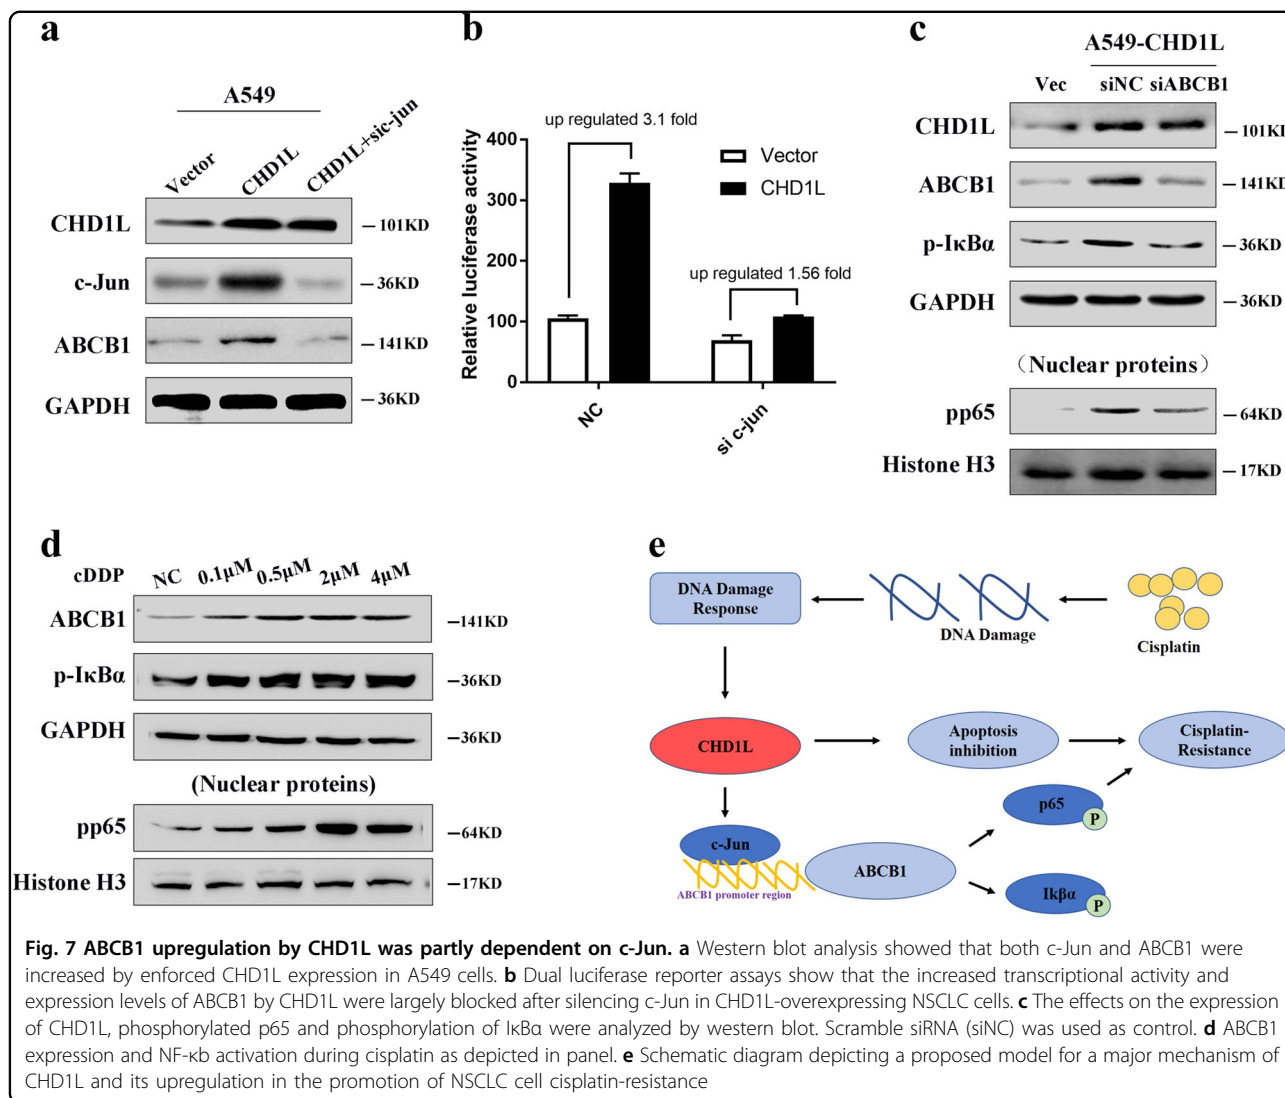 a
A549
Vector
CHD1L
CHD1L+sic-jun
CHD1L
—101KD
c-Jun
—36KD
ABCB1
—141KD
GAPDH
—36KD
b
up regulated 3.1 fold
Vector
CHD1L
up regulated 1.56 fold
Relative luciferase activity
400
300
200
100
0
NC
si c-jun
c
A549-CHD1L
Vec siNC siABCB1
CHD1L
—101KD
ABCB1
—141KD
p-IκBα
—36KD
GAPDH
—36KD
(Nuclear proteins)
pp65
—64KD
Histone H3
—17KD
d
cDDP NC 0.1μM 0.5μM 2μM 4μM
ABCB1
—141KD
p-IκBα
—36KD
GAPDH
—36KD
(Nuclear proteins)
pp65
—64KD
Histone H3
—17KD
e
DNA Damage
Response
DNA Damage
Cisplatin
CHD1L
Apoptosis
inhibition
Cisplatin-
Resistance
p65
P
c-Jun
ABCB1 promoter region
ABCB1
Ikβα
P
Fig. 7 ABCB1 upregulation by CHD1L was partly dependent on c-Jun. a Western blot analysis showed that both c-Jun and ABCB1 were
increased by enforced CHD1L expression in A549 cells. b Dual luciferase reporter assays show that the increased transcriptional activity and
expression levels of ABCB1 by CHD1L were largely blocked after silencing c-Jun in CHD1L-overexpressing NSCLC cells. c The effects on the expression
of CHD1L, phosphorylated p65 and phosphorylation of IκBα were analyzed by western blot. Scramble siRNA (siNC) was used as control. d ABCB1
expression and NF-κb activation during cisplatin as depicted in panel. e Schematic diagram depicting a proposed model for a major mechanism of
CHD1L and its upregulation in the promotion of NSCLC cell cisplatin-resistance